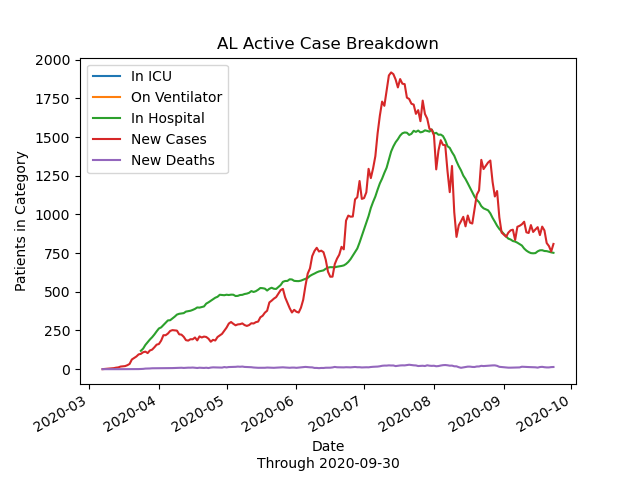 AL Active Case Breakdown
In ICU
On Ventilator
In Hospital
New Cases
New Deaths
Patients in Category
2000
1750
1500
1250
1000
750
500
250
0
2020-03
2020-04
2020-05
2020-06
2020-07
2020-08
2020-09
2020-10
Date
Through 2020-09-30